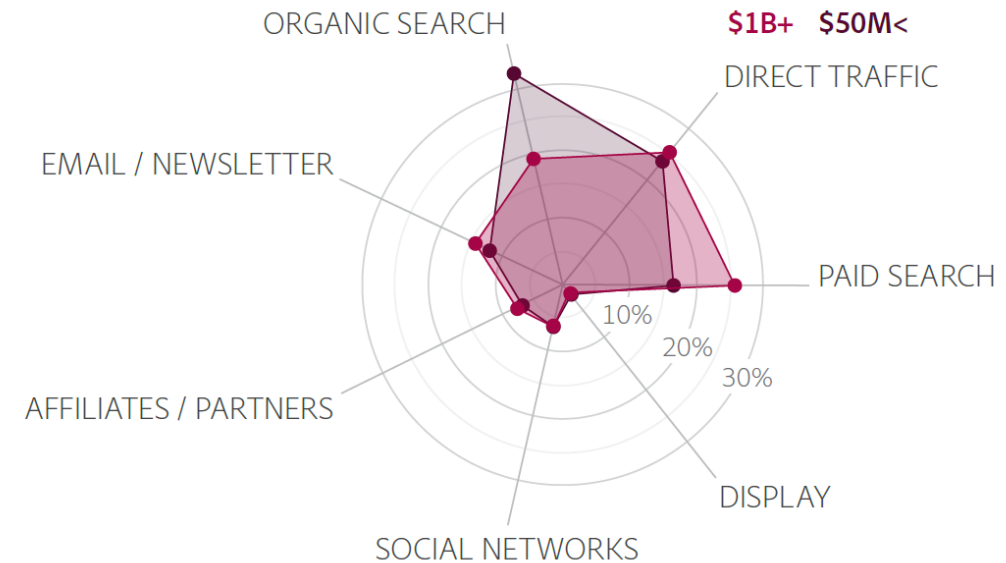 ORGANIC SEARCH
$1B+ $50M<
DIRECT TRAFFIC
EMAIL / NEWSLETTER
PAID SEARCH
10%
20%
30%
AFFILIATES / PARTNERS
DISPLAY
SOCIAL NETWORKS